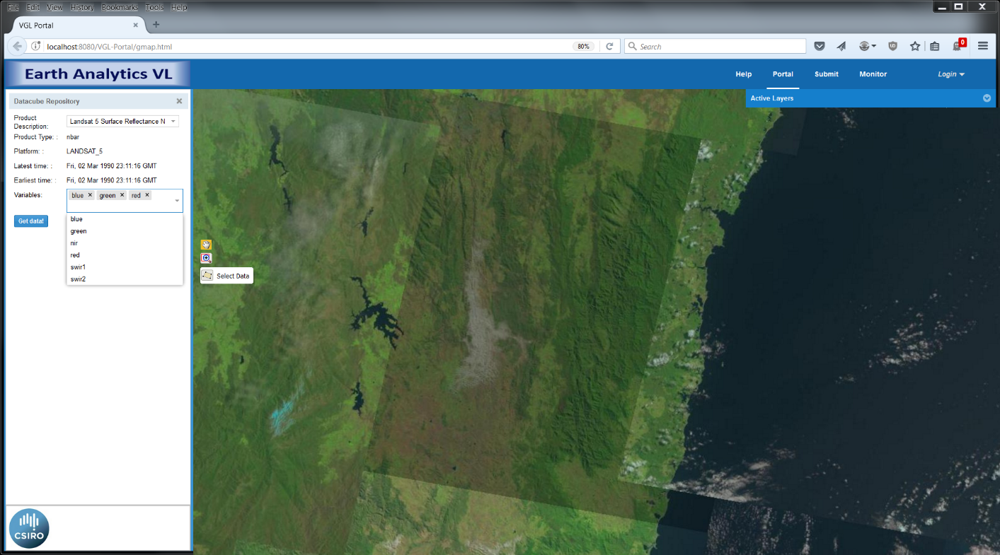 File Edit View History Bookmarks Tools Help
VGL Portal
localhost:8080/VGL-Portal/gmap.html
80%
Search
0
Earth Analytics VL
Help Portal Submit Monitor Login
Datacube Repository
Active Layers
Product Description: Landsat 5 Surface Reflectance N
Product Type: : nbar
Platform: : LANDSAT_5
Latest time: : Fri, 02 Mar 1990 23:11:16 GMT
Earliest time: : Fri, 02 Mar 1990 23:11:16 GMT
Variables: blue green red
Get data!
blue
green
nir
red
swir1
swir2
Select Data
CSIRO